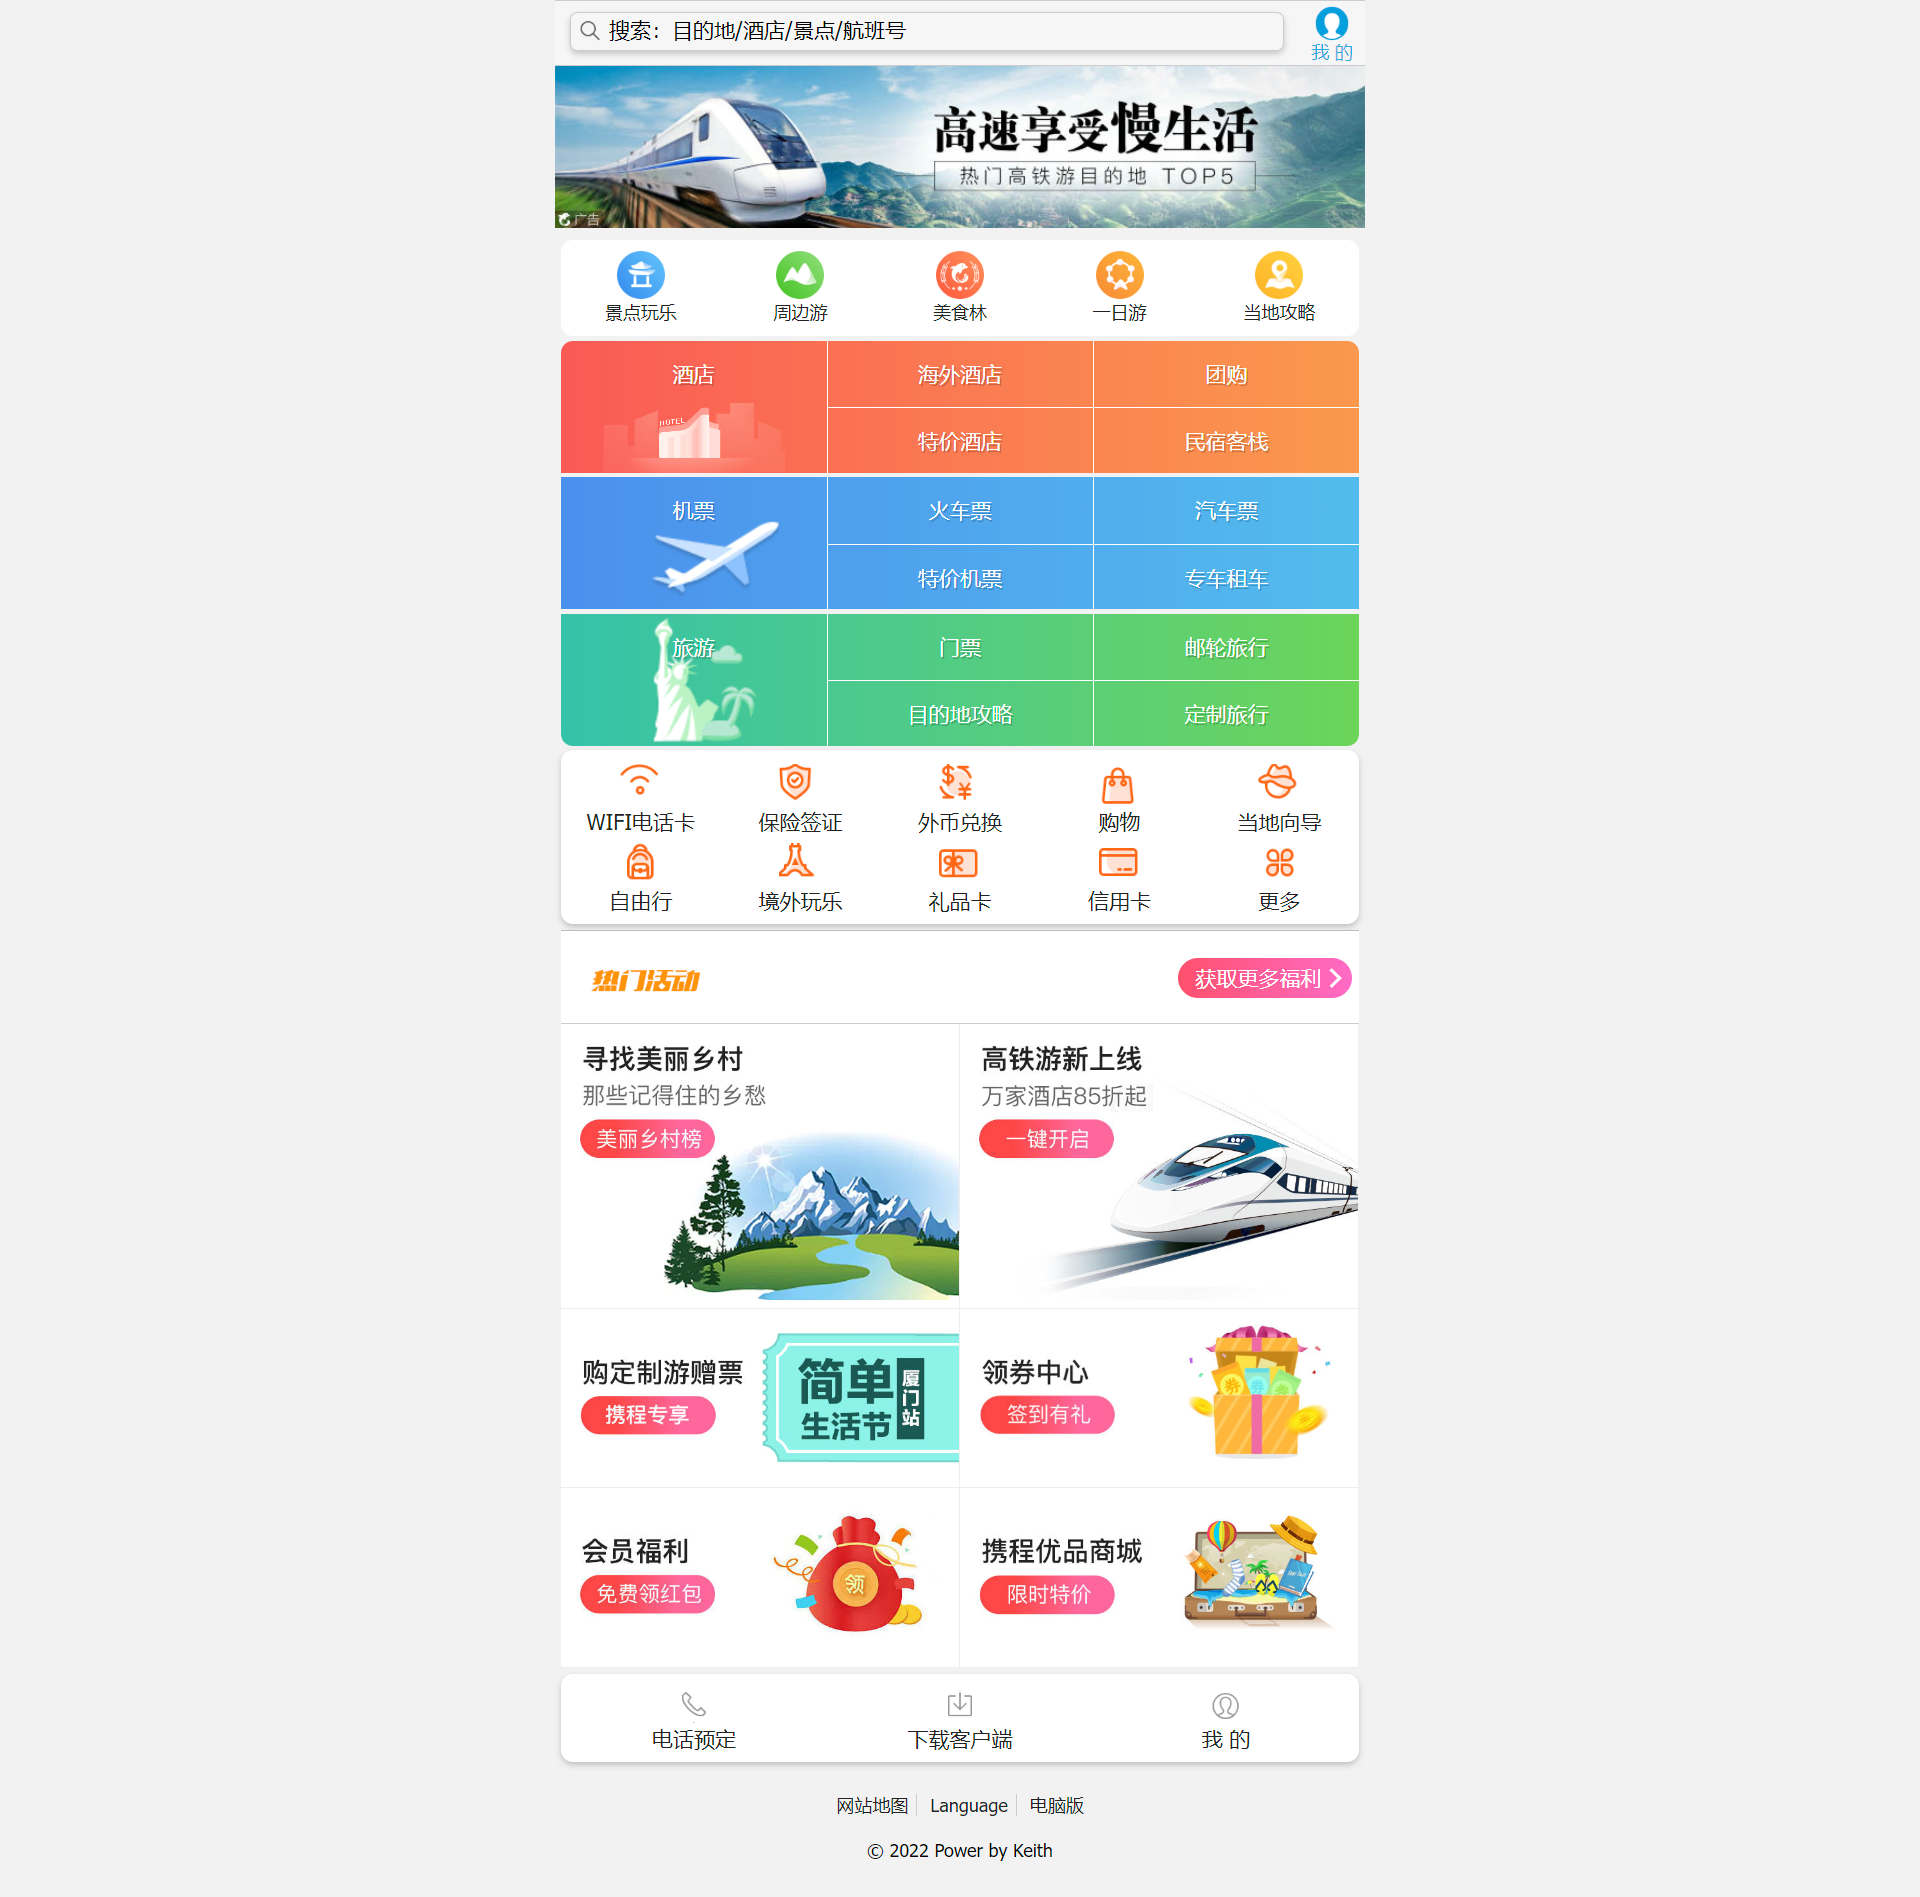 搜索：目的地/酒店/景点/航班号
我 的
高速享受慢生活
热门高铁游目的地 TOP5
广告
景点玩乐
周边游
美食林
一日游
当地攻略
酒店
海外酒店
团购
HOTEL
特价酒店
民宿客栈
机票
火车票
汽车票
特价机票
专车租车
旅游
门票
邮轮旅行
目的地攻略
定制旅行
WIFI电话卡
保险签证
外币兑换
购物
当地向导
自由行
境外玩乐
礼品卡
信用卡
更多
热门活动
获取更多福利
寻找美丽乡村
那些记得住的乡愁
美丽乡村榜
高铁游新上线
万家酒店85折起
一键开启
购定制游赠票
携程专享
简单
生活节
厦门站
领券中心
签到有礼
券
券
券
会员福利
免费领红包
领
携程优品商城
限时特价
电话预定
下载客户端
我 的
网站地图
Language
电脑版
© 2022 Power by Keith